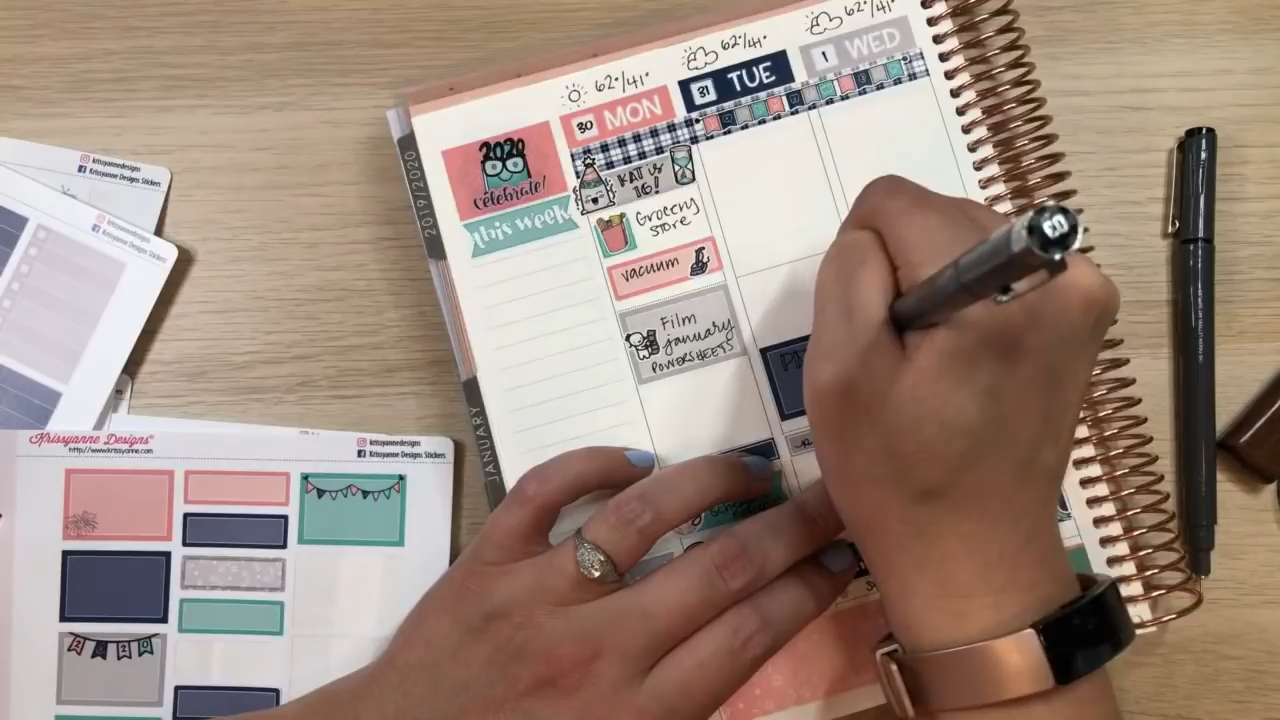 62°/41°
62°/41°
62°/41°
30 MON
31 TUE
1 WED
2019/2020
2020
celebrate!
this week
KAT is
16!
Grocery
store
vacuum
Film
january
POWERSHEETS
JANUARY
krissyannedesigns
Krissyanne Designs Stickers
krissyannedesigns
Krissyanne Designs Stickers
Krissyanne Designs
http://www.krissyanne.com
krissyannedesigns
Krissyanne Designs Stickers
2020